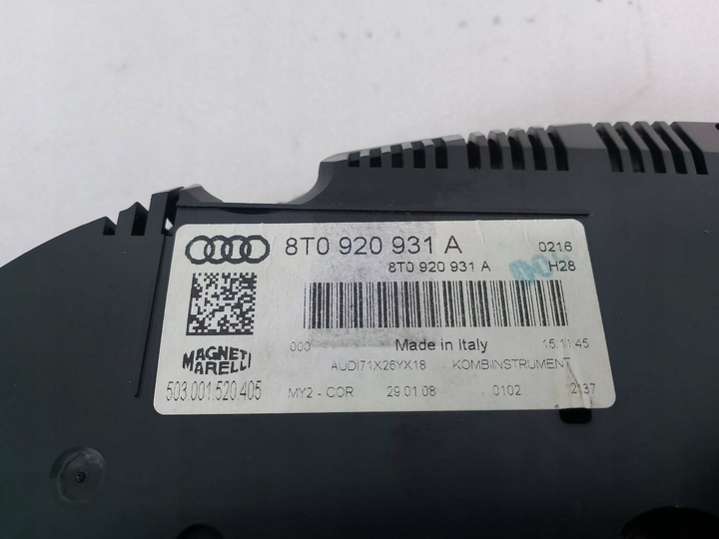 8T0 920 931 A 0216
8T0 920 931 A H28
000 Made in Italy 15:11:45
MAGNETI
MARELLI
AUDI71X26YX18 KOMBIINSTRUMENT
503.001.520.405 MY2 - COR 29.01.08 0102 2137